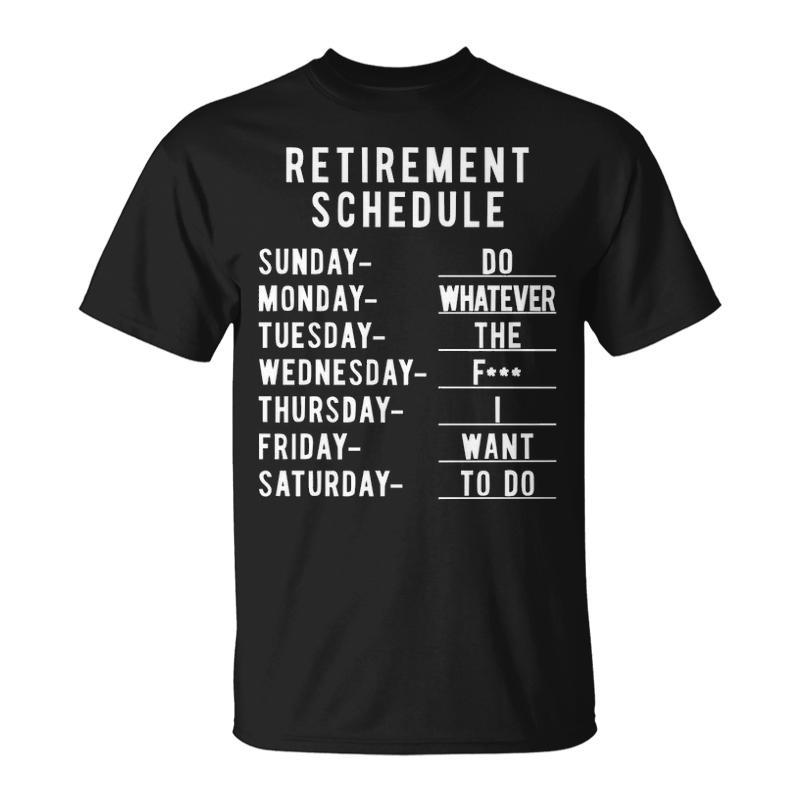 RETIREMENT
SCHEDULE
SUNDAY- DO
MONDAY- WHATEVER
TUESDAY- THE
WEDNESDAY- F***
THURSDAY- I
FRIDAY- WANT
SATURDAY- TO DO